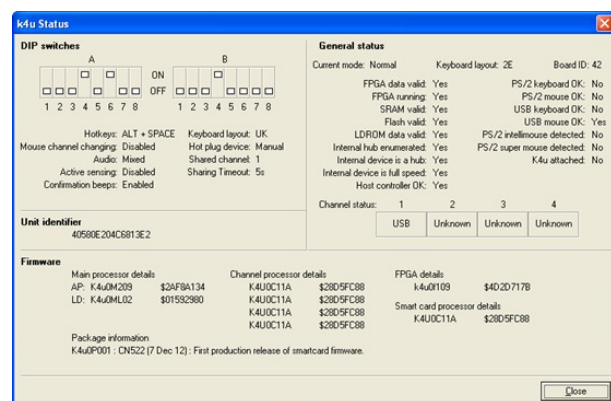 k4u Status
DIP switches
A B
ON
OFF
1 2 3 4 5 6 7 8 1 2 3 4 5 6 7 8
Hotkeys: ALT + SPACE Keyboard layout: UK
Mouse channel changing: Disabled Hot plug device: Manual
Audio: Mixed Shared channel: 1
Active sensing: Disabled Sharing Timeout: 5s
Confirmation beeps: Enabled
Unit identifier
40580E204C6813E2
General status
Current mode: Normal Keyboard layout: 2E Board ID: 42
FPGA data valid: Yes PS/2 keyboard OK: No
FPGA running: Yes PS/2 mouse OK: No
SRAM valid: Yes USB keyboard OK: No
Flash valid: Yes USB mouse OK: Yes
LDROM data valid: Yes PS/2 intellimouse detected: No
Internal hub enumerated: Yes PS/2 super mouse detected: No
Internal device is a hub: Yes K4u attached: No
Internal device is full speed: Yes
Host controller OK: Yes
Channel status: 1 2 3 4
USB Unknown Unknown Unknown
Firmware
Main processor details Channel processor details FPGA details
AP: K4u0M209 $2AF8A134 K4U0C11A $28D5FC88 k4u0f109 $4D2D717B
LD: K4u0ML02 $01592980 K4U0C11A $28D5FC88 Smart card processor details
K4U0C11A $28D5FC88 K4U0C11A $28D5FC88
K4U0C11A $28D5FC88
Package information
K4u0P001 : CN522 (7 Dec 12) : First production release of smartcard firmware.
Close